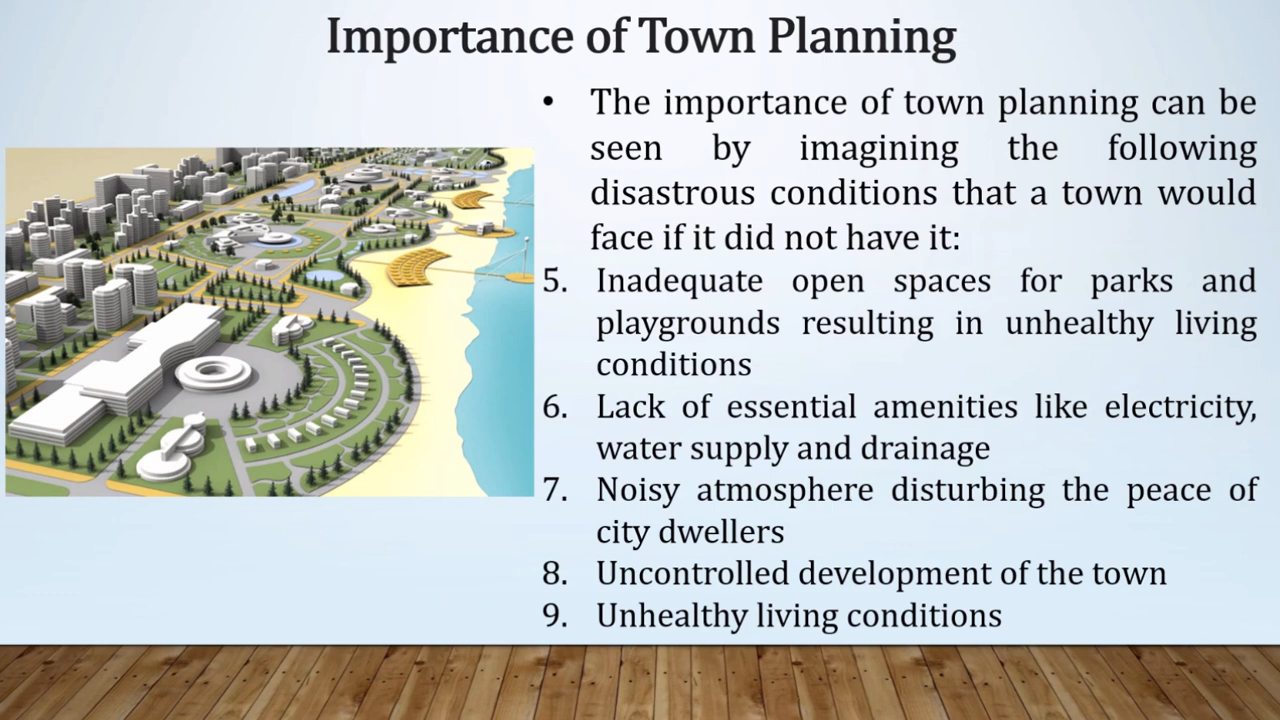 Importance of Town Planning
• The importance of town planning can be
seen by imagining the following
disastrous conditions that a town would
face if it did not have it:
5. Inadequate open spaces for parks and
playgrounds resulting in unhealthy living
conditions
6. Lack of essential amenities like electricity,
water supply and drainage
7. Noisy atmosphere disturbing the peace of
city dwellers
8. Uncontrolled development of the town
9. Unhealthy living conditions